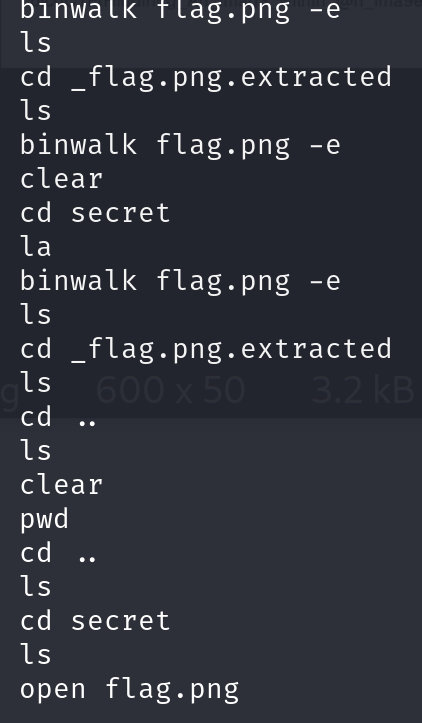 binwalk flag.png -e
ls
cd _flag.png.extracted
ls
binwalk flag.png -e
clear
cd secret
la
binwalk flag.png -e
ls
cd _flag.png.extracted
ls
g 600 x 50 3.2 kB
cd ..
ls
clear
pwd
cd ..
ls
cd secret
ls
open flag.png